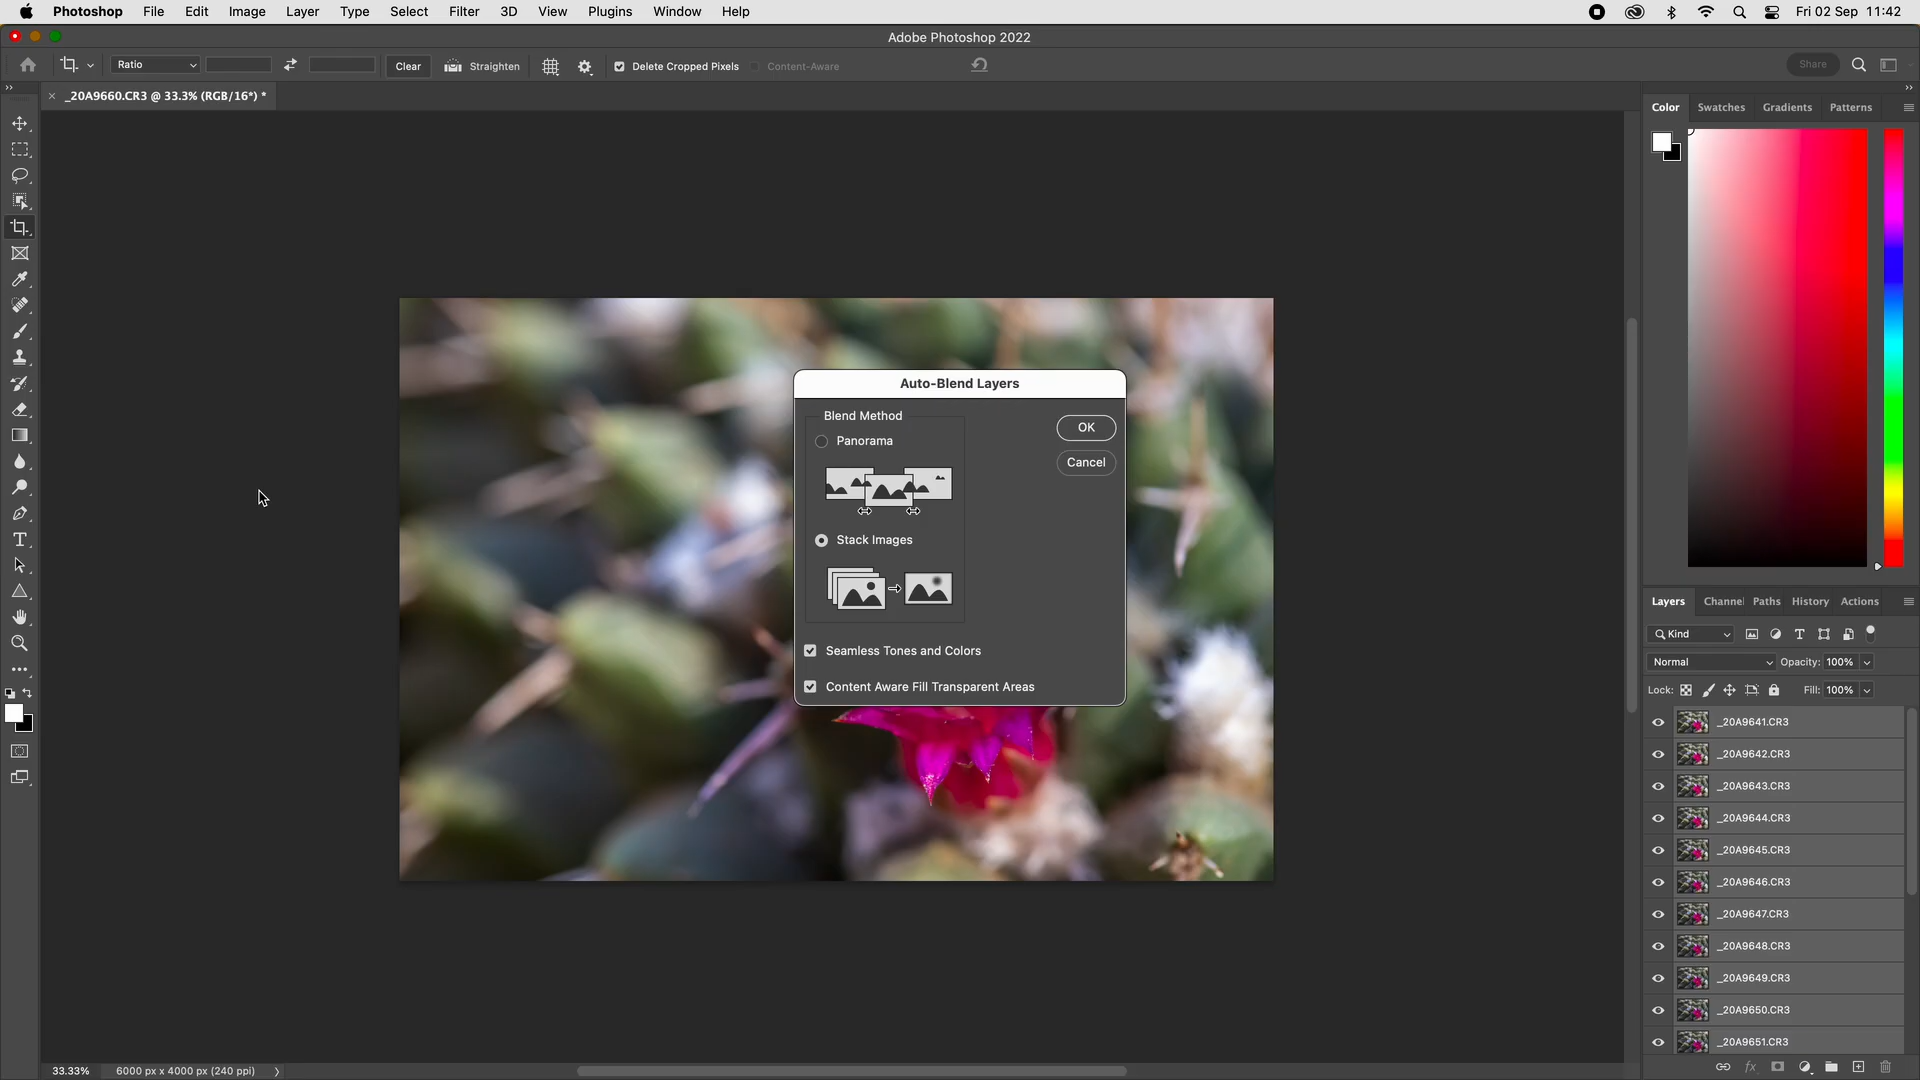 Photoshop File Edit Image Layer Type Select Filter 3D View Plugins Window Help Fri 02 Sep 11:42
Adobe Photoshop 2022
Ratio Clear Straighten Delete Cropped Pixels Content-Aware Share
_20A9660.CR3 @ 33.3% (RGB/16*) *
Color Swatches Gradients Patterns
Auto-Blend Layers
Blend Method
Panorama
Stack Images
Seamless Tones and Colors
Content Aware Fill Transparent Areas
OK
Cancel
Layers Channel Paths History Actions
Kind
Normal Opacity: 100%
Lock: Fill: 100%
_20A9641.CR3
_20A9642.CR3
_20A9643.CR3
_20A9644.CR3
_20A9645.CR3
_20A9646.CR3
_20A9647.CR3
_20A9648.CR3
_20A9649.CR3
_20A9650.CR3
_20A9651.CR3
33.33% 6000 px x 4000 px (240 ppi)